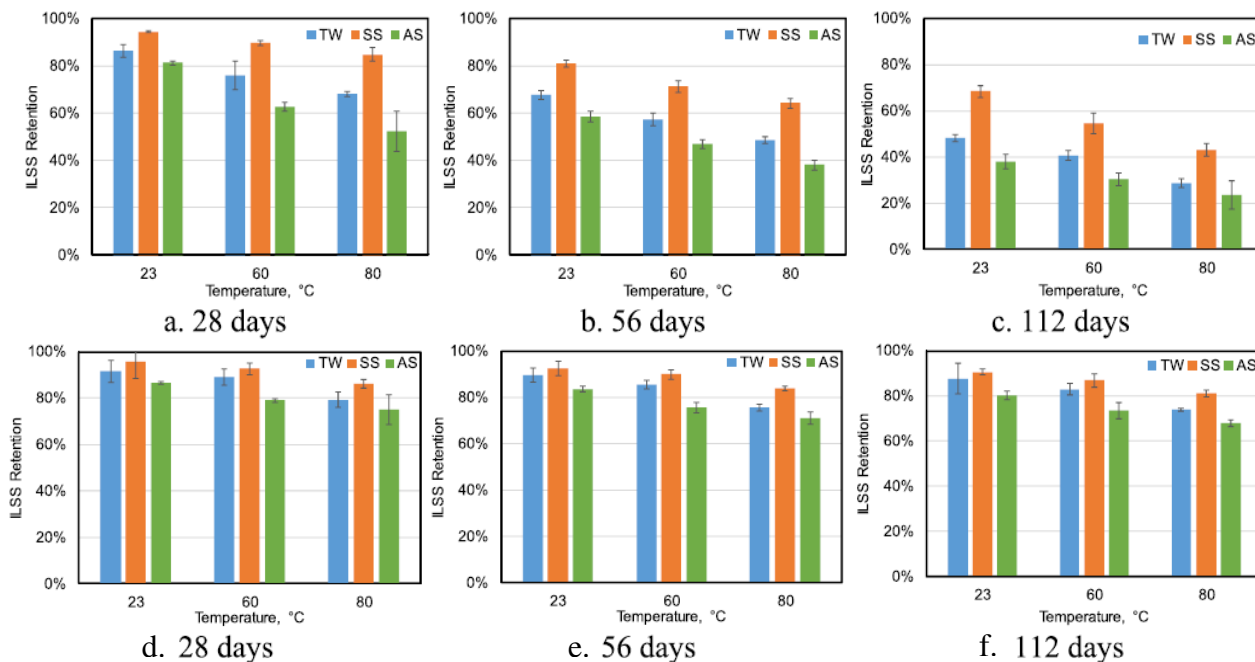 100%
80%
60%
40%
20%
0%
ILSS Retention
TW SS AS
23 60 80
Temperature, °C
a. 28 days
100%
80%
60%
40%
20%
0%
ILSS Retention
TW SS AS
23 60 80
Temperature, °C
b. 56 days
100%
80%
60%
40%
20%
0%
ILSS Retention
TW SS AS
23 60 80
Temperature, °C
c. 112 days
100%
80%
60%
40%
20%
0%
ILSS Retention
TW SS AS
23 60 80
Temperature, °C
d. 28 days
100%
80%
60%
40%
20%
0%
ILSS Retention
TW SS AS
23 60 80
Temperature, °C
e. 56 days
100%
80%
60%
40%
20%
0%
ILSS Retention
TW SS AS
23 60 80
Temperature, °C
f. 112 days